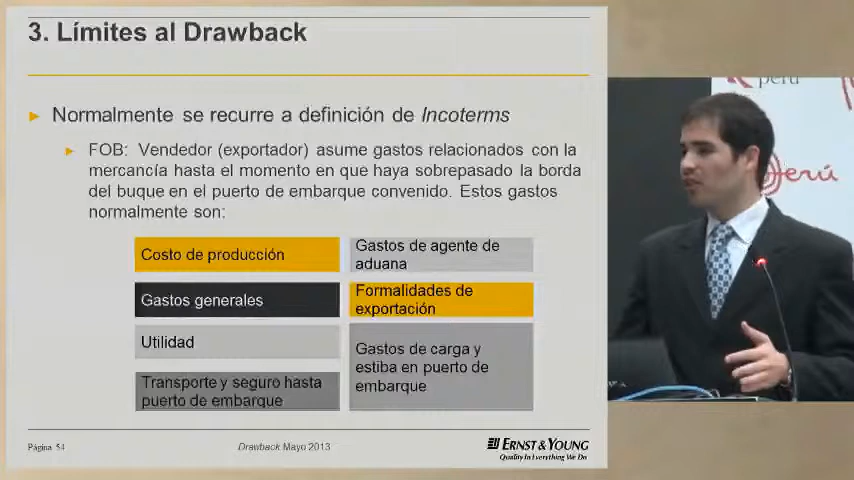 3. Límites al Drawback
► Normalmente se recurre a definición de Incoterms
► FOB: Vendedor (exportador) asume gastos relacionados con la
mercancía hasta el momento en que haya sobrepasado la borda
del buque en el puerto de embarque convenido. Estos gastos
normalmente son:
Costo de producción
Gastos generales
Utilidad
Transporte y seguro hasta
puerto de embarque
Gastos de agente de
aduana
Formalidades de
exportación
Gastos de carga y
estiba en puerto de
embarque
Página 54
Drawback Mayo 2013
ERNST & YOUNG
Quality In Everything We Do
perú
Perú